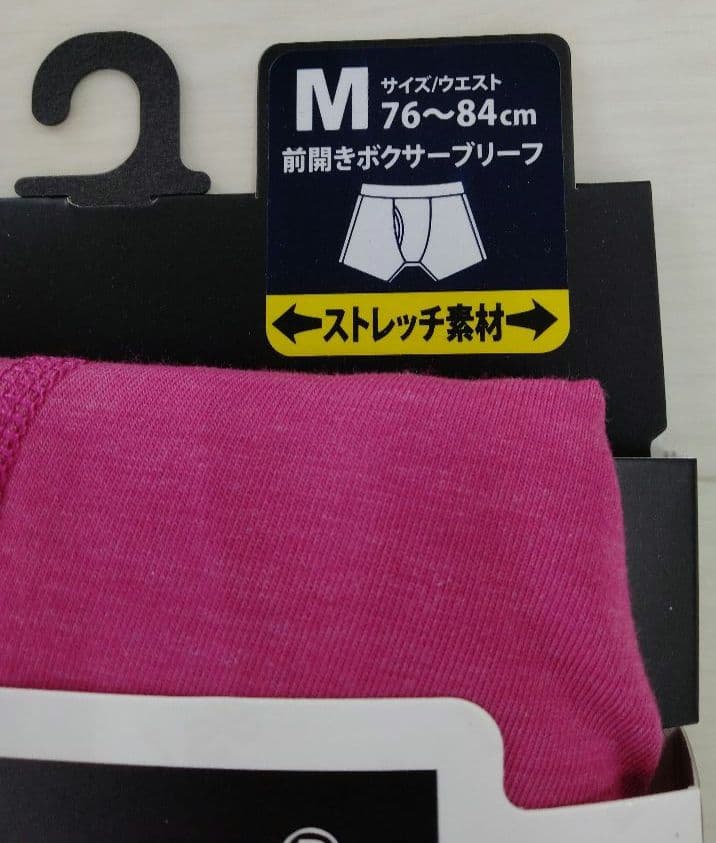 M
サイズ/ウエスト
76～84cm
前開きボクサーブリーフ
ストレッチ素材